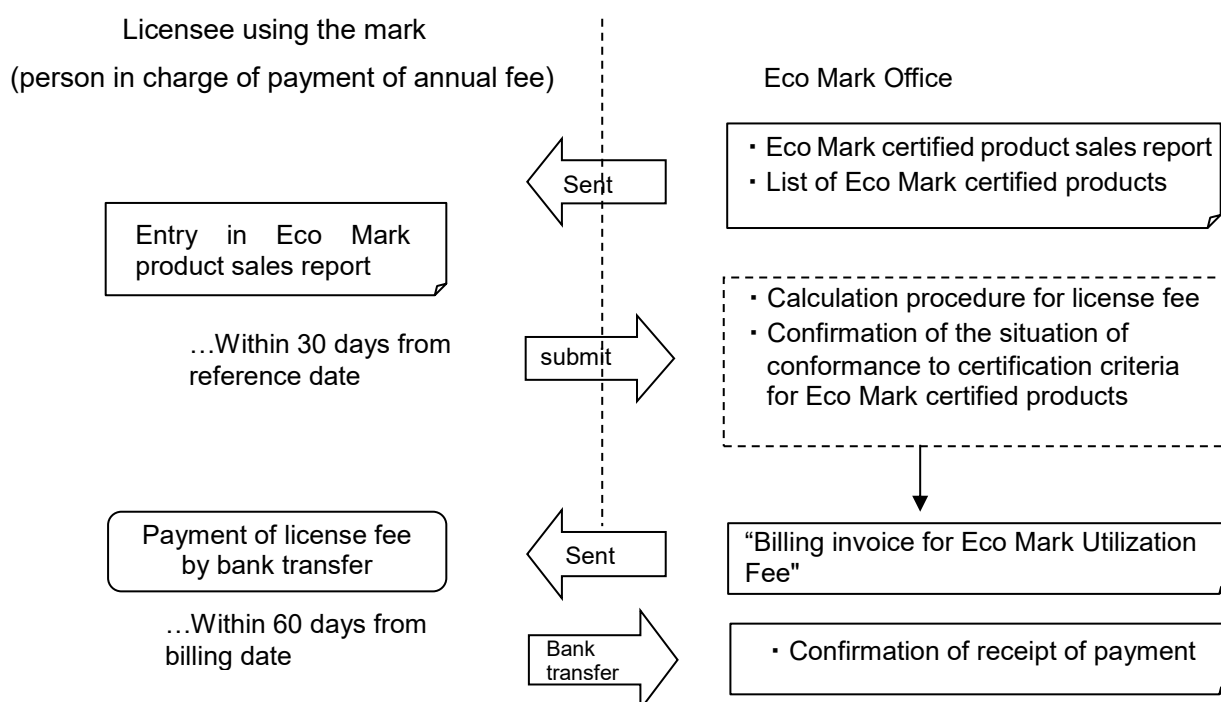 Licensee using the mark
(person in charge of payment of annual fee)
Eco Mark Office
・Eco Mark certified product sales report
・List of Eco Mark certified products
Sent
Entry in Eco Mark
product sales report
…Within 30 days from
reference date
submit
・Calculation procedure for license fee
・Confirmation of the situation of
conformance to certification criteria
for Eco Mark certified products
Payment of license fee
by bank transfer
Sent
“Billing invoice for Eco Mark Utilization
Fee"
…Within 60 days from
billing date
Bank
transfer
・Confirmation of receipt of payment